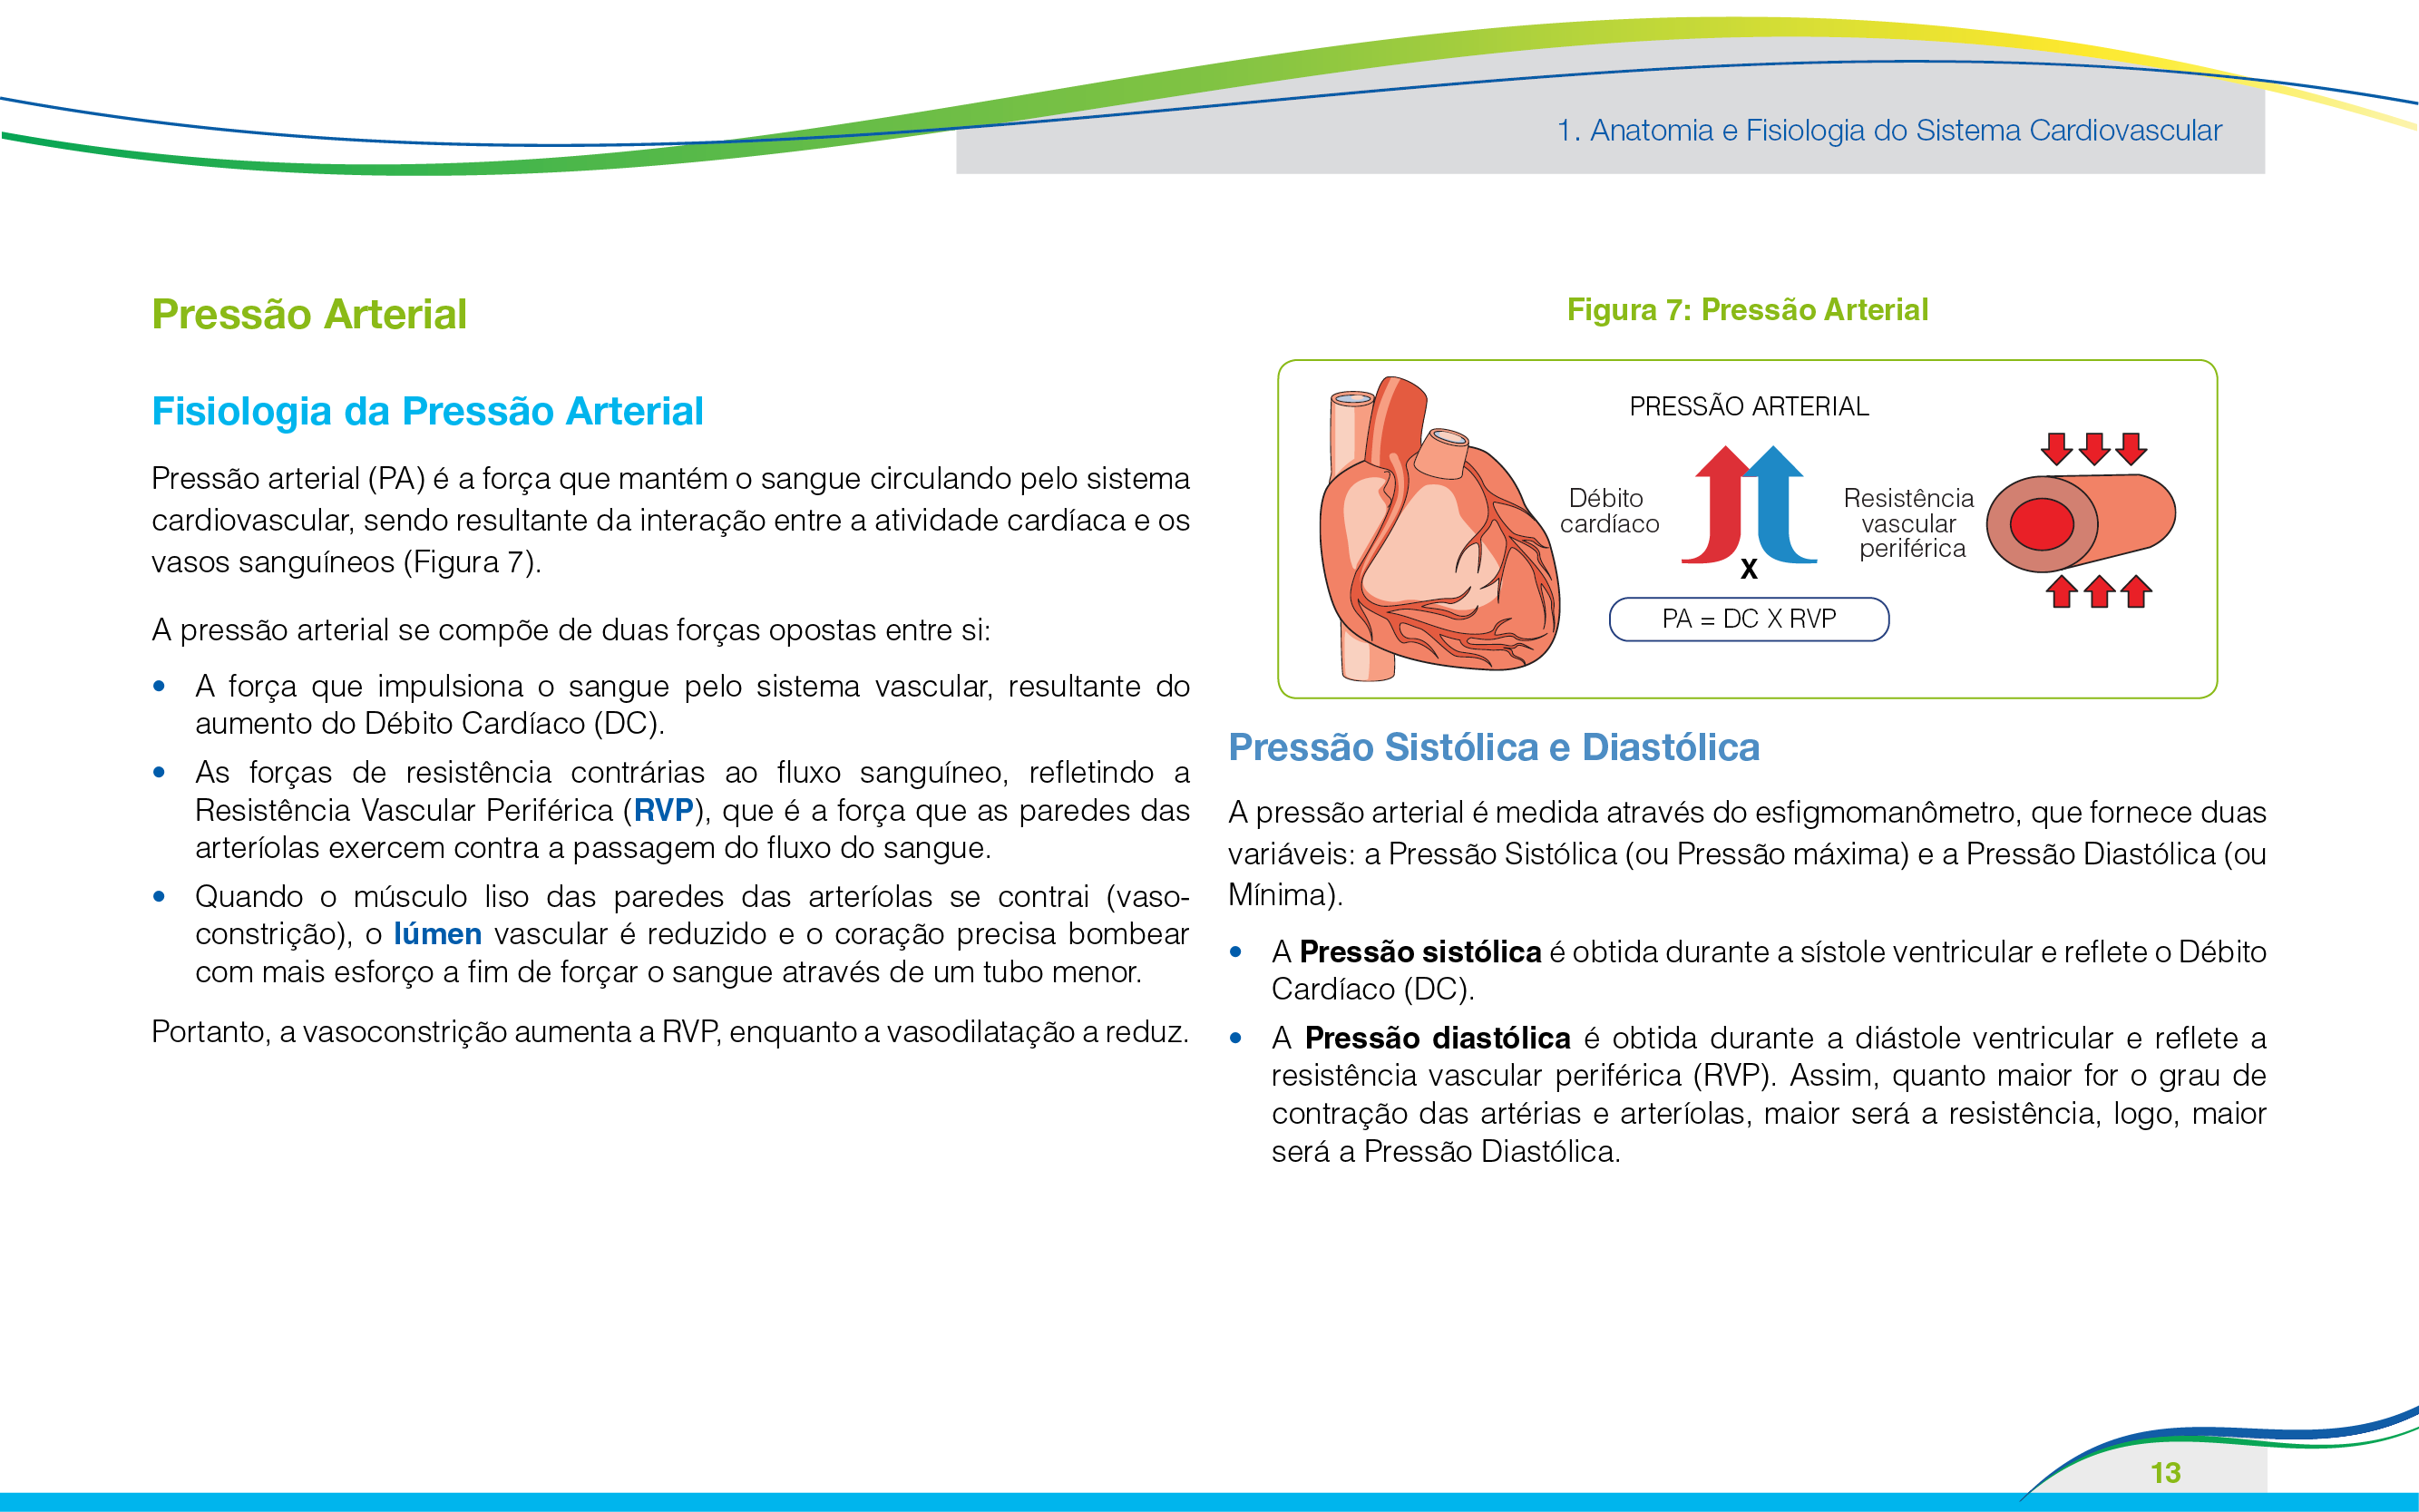 1. Anatomia e Fisiologia do Sistema Cardiovascular
Pressão Arterial
Fisiologia da Pressão Arterial
Pressão arterial (PA) é a força que mantém o sangue circulando pelo sistema
cardiovascular, sendo resultante da interação entre a atividade cardíaca e os
vasos sanguíneos (Figura 7).
A pressão arterial se compõe de duas forças opostas entre si:
• A força que impulsiona o sangue pelo sistema vascular, resultante do
aumento do Débito Cardíaco (DC).
• As forças de resistência contrárias ao fluxo sanguíneo, refletindo a
Resistência Vascular Periférica (RVP), que é a força que as paredes das
arteríolas exercem contra a passagem do fluxo do sangue.
• Quando o músculo liso das paredes das arteríolas se contrai (vaso-
constrição), o lúmen vascular é reduzido e o coração precisa bombear
com mais esforço a fim de forçar o sangue através de um tubo menor.
Portanto, a vasoconstrição aumenta a RVP, enquanto a vasodilatação a reduz.
Figura 7: Pressão Arterial
PRESSÃO ARTERIAL
Débito
cardíaco
X
Resistência
vascular
periférica
PA = DC X RVP
Pressão Sistólica e Diastólica
A pressão arterial é medida através do esfigmomanômetro, que fornece duas
variáveis: a Pressão Sistólica (ou Pressão máxima) e a Pressão Diastólica (ou
Mínima).
• A Pressão sistólica é obtida durante a sístole ventricular e reflete o Débito
Cardíaco (DC).
• A Pressão diastólica é obtida durante a diástole ventricular e reflete a
resistência vascular periférica (RVP). Assim, quanto maior for o grau de
contração das artérias e arteríolas, maior será a resistência, logo, maior
será a Pressão Diastólica.
13